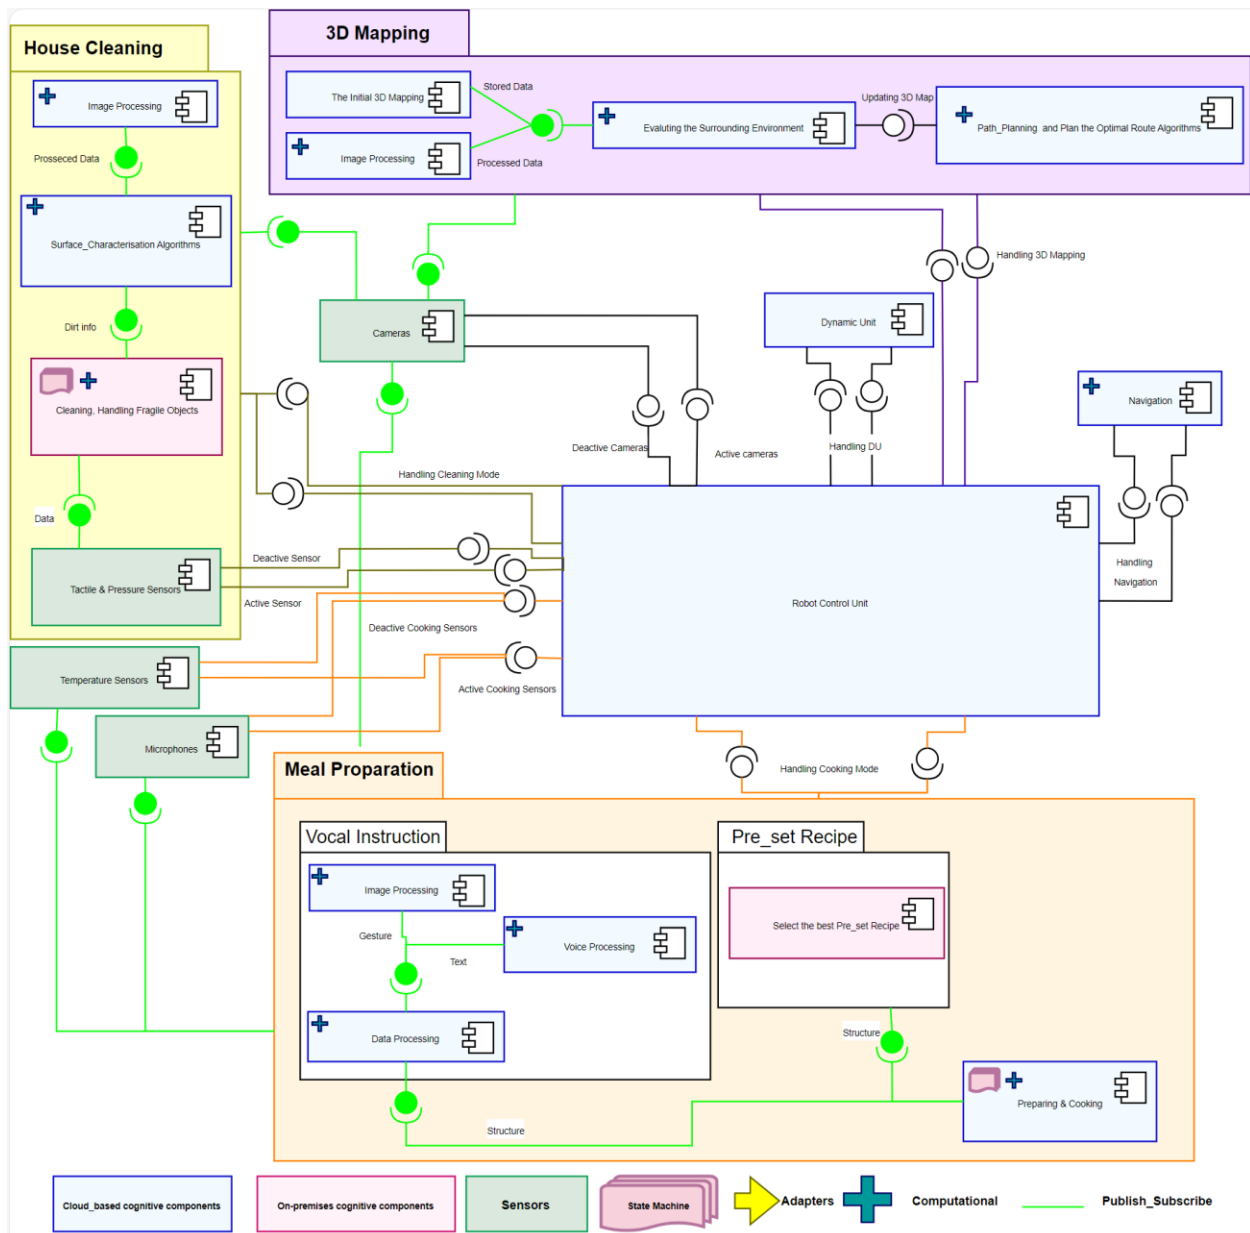 House Cleaning
3D Mapping
Image Processing
Prosseced Data
Surface_Characterisation Algorithms
Dirt info
Cleaning, Handling Fragile Objects
Data
Tactile & Pressure Sensors
The Initial 3D Mapping
Stored Data
Image Processing
Processed Data
Evaluting the Surrounding Environment
Updating 3D Map
Path_Planning and Plan the Optimal Route Algorithms
Handling 3D Mapping
Cameras
Dynamic Unit
Navigation
Deactive Cameras
Active cameras
Handling DU
Handling Cleaning Mode
Handling
Navigation
Deactive Sensor
Active Sensor
Deactive Cooking Sensors
Active Cooking Sensors
Robot Control Unit
Temperature Sensors
Microphones
Handling Cooking Mode
Meal Proparation
Vocal Instruction
Image Processing
Gesture
Voice Processing
Text
Data Processing
Structure
Pre_set Recipe
Select the best Pre_set Recipe
Structure
Preparing & Cooking
Cloud_based cognitive components
On-premises cognitive components
Sensors
State Machine
Adapters
Computational
Publish_Subscribe